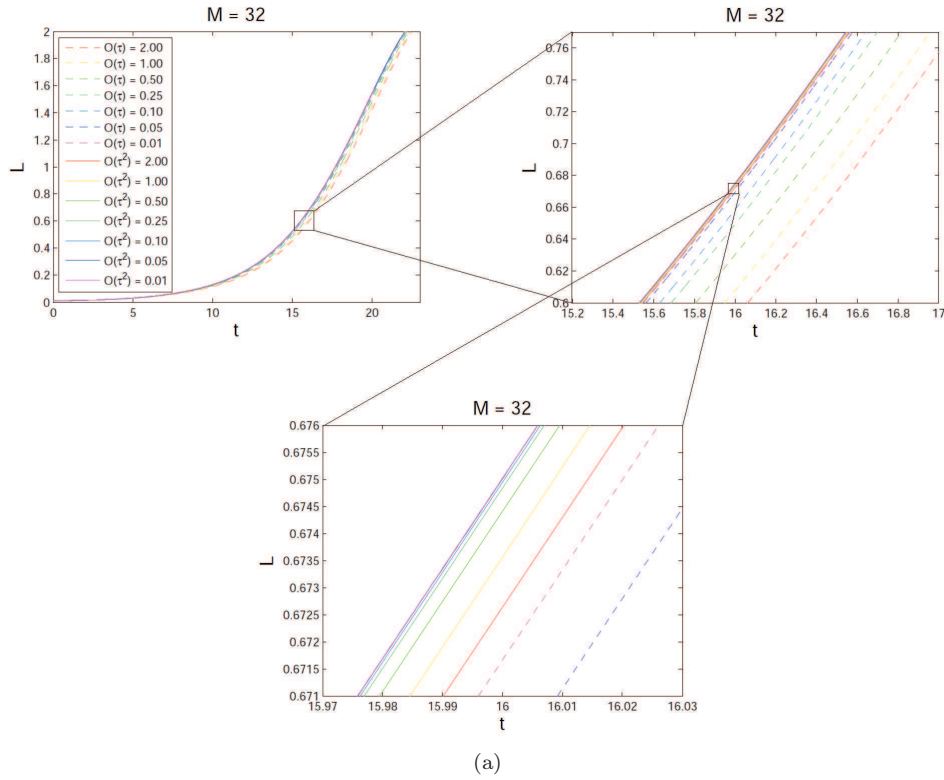 M = 32
2
1.8
1.6
1.4
1.2
1
0.8
0.6
0.4
0.2
0
L
O(τ) = 2.00
O(τ) = 1.00
O(τ) = 0.50
O(τ) = 0.25
O(τ) = 0.10
O(τ) = 0.05
O(τ) = 0.01
O(τ²) = 2.00
O(τ²) = 1.00
O(τ²) = 0.50
O(τ²) = 0.25
O(τ²) = 0.10
O(τ²) = 0.05
O(τ²) = 0.01
0 5 10 15 20
t
M = 32
0.76
0.74
0.72
0.7
0.68
0.66
0.64
0.62
0.6
L
15.2 15.4 15.6 15.8 16 16.2 16.4 16.6 16.8 17
t
M = 32
0.676
0.6755
0.675
0.6745
0.674
0.6735
0.673
0.6725
0.672
0.6715
0.671
L
15.97 15.98 15.99 16 16.01 16.02 16.03
t
(a)